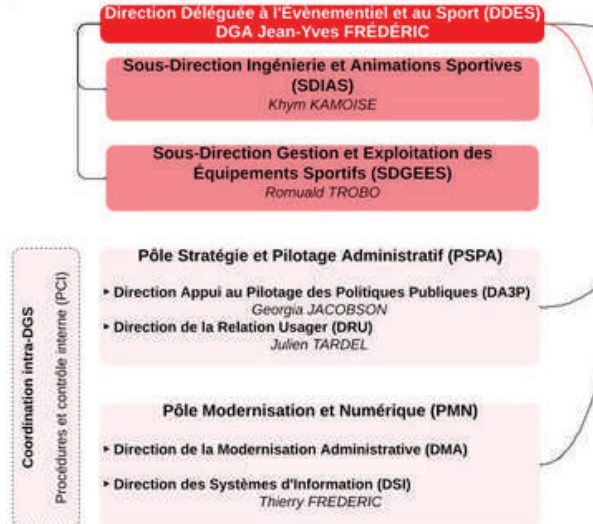 Direction Déléguée à l'Évènementiel et au Sport (DDES)
DGA Jean-Yves FRÉDÉRIC
Sous-Direction Ingénierie et Animations Sportives
(SDIAS)
Khym KAMOISE
Sous-Direction Gestion et Exploitation des
Équipements Sportifs (SDGEES)
Romuald TROBO
Coordination intra-DGS
Procédures et contrôle interne (PCI)
Pôle Stratégie et Pilotage Administratif (PSPA)
▸ Direction Appui au Pilotage des Politiques Publiques (DA3P)
Georgia JACOBSON
▸ Direction de la Relation Usager (DRU)
Julien TARDEL
Pôle Modernisation et Numérique (PMN)
▸ Direction de la Modernisation Administrative (DMA)
▸ Direction des Systèmes d'Information (DSI)
Thierry FREDERIC